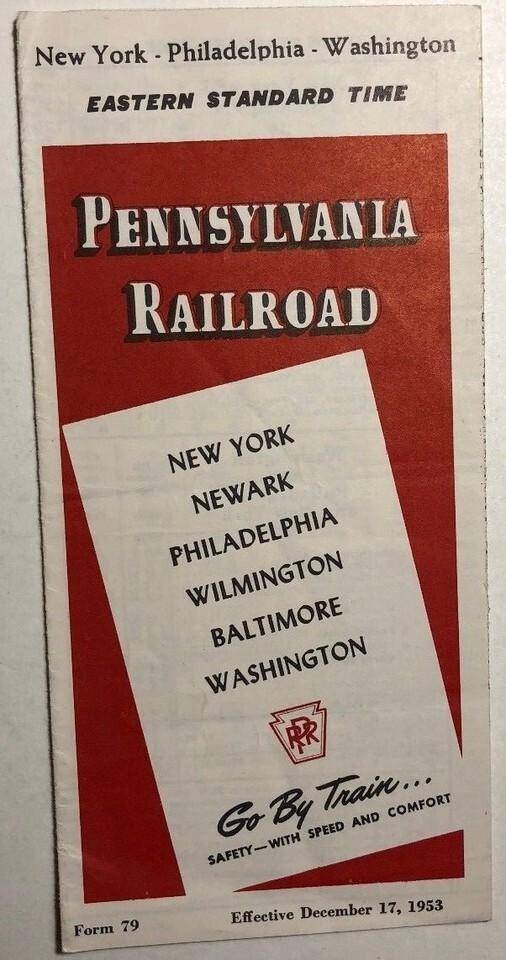 New York - Philadelphia - Washington
EASTERN STANDARD TIME
PENNSYLVANIA
RAILROAD
NEW YORK
NEWARK
PHILADELPHIA
WILMINGTON
BALTIMORE
WASHINGTON
PRR
Go By Train...
SAFETY—WITH SPEED AND COMFORT
Form 79 Effective December 17, 1953